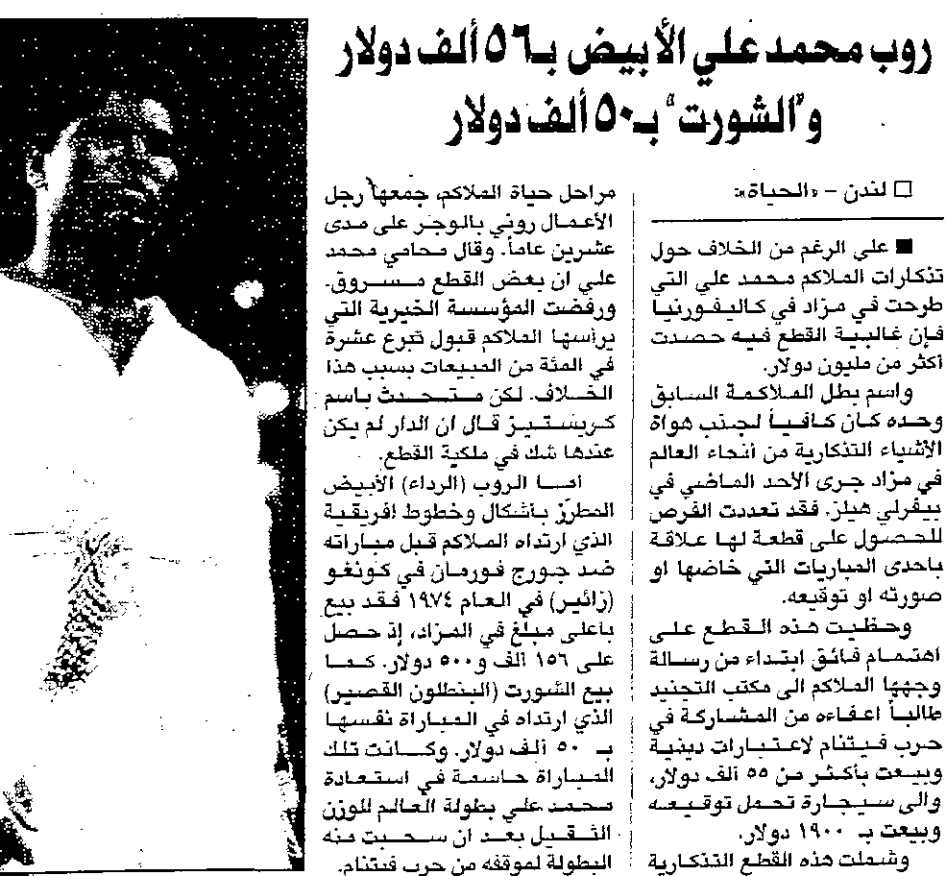 روب محمد علي الأبيض بـ٥٦ ألف دولار
و"الشورت" بـ٥٠ ألف دولار
□ لندن - «الحياة»
■ على الرغم من الخلاف حول
تذكارات الملاكم محمد علي التي
طرحت في مزاد في كاليفورنيا
فإن غالبية القطع فيه حصدت
أكثر من مليون دولار.
واسم بطل الملاكمة السابق
وحده كان كافياً لجذب هواة
الأشياء التذكارية من أنحاء العالم
في مزاد جرى الأحد الماضي في
بيفرلي هيلز. فقد تعددت الفرص
للحصول على قطعة لها علاقة
باحدى المباريات التي خاضها او
صورته او توقيعه.
وحظيت هذه القطع على
اهتمام فائق ابتداء من رسالة
وجهها الملاكم الى مكتب التجنيد
طالباً اعفاءه من المشاركة في
حرب فيتنام لاعتبارات دينية
وبيعت بأكثر من ٥٥ ألف دولار،
والى سيجارة تحمل توقيعه
وبيعت بـ ١٩٠٠ دولار.
وشملت هذه القطع التذكارية
مراحل حياة الملاكم، جمعها رجل
الأعمال روني بالوجر على مدى
عشرين عاماً. وقال محامي محمد
علي ان بعض القطع مسروق.
ورفضت المؤسسة الخيرية التي
يرأسها الملاكم قبول تبرع عشرة
في المئة من المبيعات بسبب هذا
الخلاف. لكن متحدث باسم
كريستيز قال ان الدار لم يكن
عندها شك في ملكية القطع.
اما الروب (الرداء) الأبيض
المطرّز بأشكال وخطوط افريقية
الذي ارتداه الملاكم قبل مباراته
ضد جورج فورمان في كونغو
(زائير) في العام ١٩٧٤ فقد بيع
بأعلى مبلغ في المزاد، إذ حصل
على ١٥٦ ألف و٥٠٠ دولار. كما
بيع الشورت (البنطلون القصير)
الذي ارتداه في المباراة نفسها
بـ ٥٠ ألف دولار. وكانت تلك
المباراة حاسمة في استعادة
محمد علي بطولة العالم للوزن
الثقيل بعد ان سحبت منه
البطولة لموقفه من حرب فيتنام.